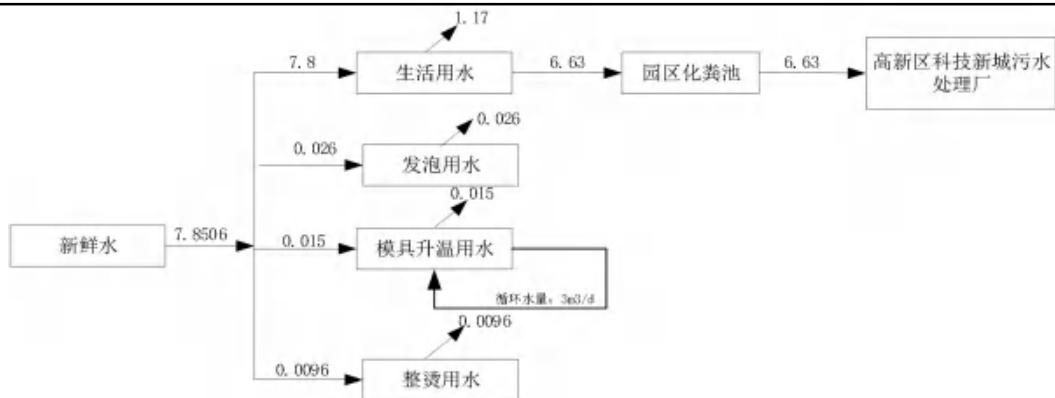 1.17
7.8
生活用水
6.63
园区化粪池
6.63
高新区科技新城污水
处理厂
0.026
0.026
发泡用水
0.015
新鲜水
7.8506
0.015
模具升温用水
循环水量：3m3/d
0.0096
0.0096
整烫用水